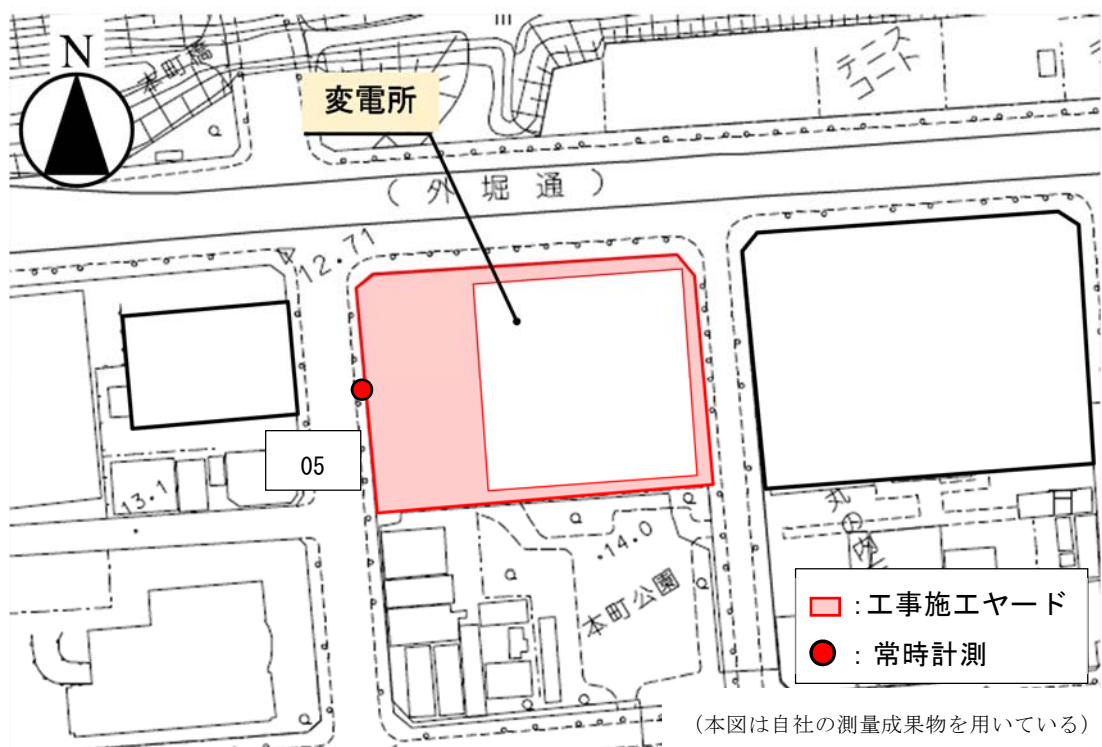 N
本町橋
変電所
テニス
コート
(外堀通)
12.71
05
13.1
14.0
本町公園
丸ノ内
:工事施工ヤード
:常時計測
(本図は自社の測量成果物を用いている)